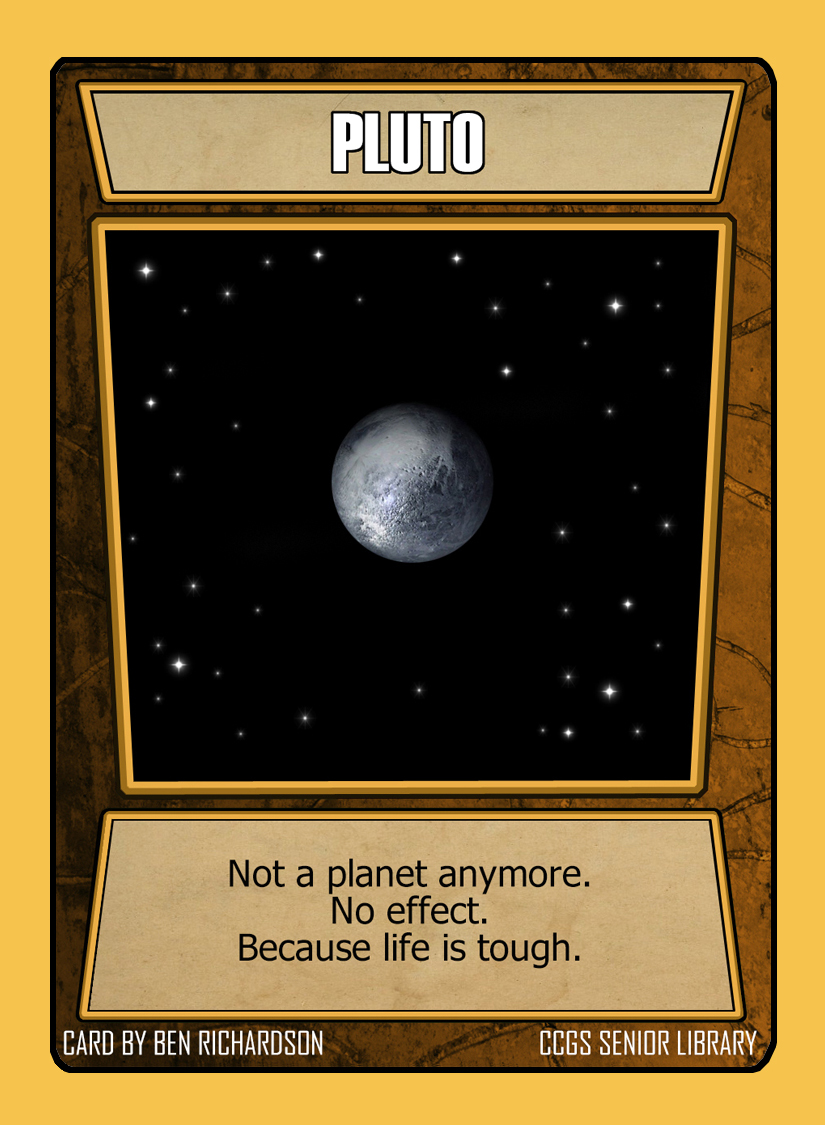 PLUTO
Not a planet anymore.
No effect.
Because life is tough.
CARD BY BEN RICHARDSON
CCGS SENIOR LIBRARY